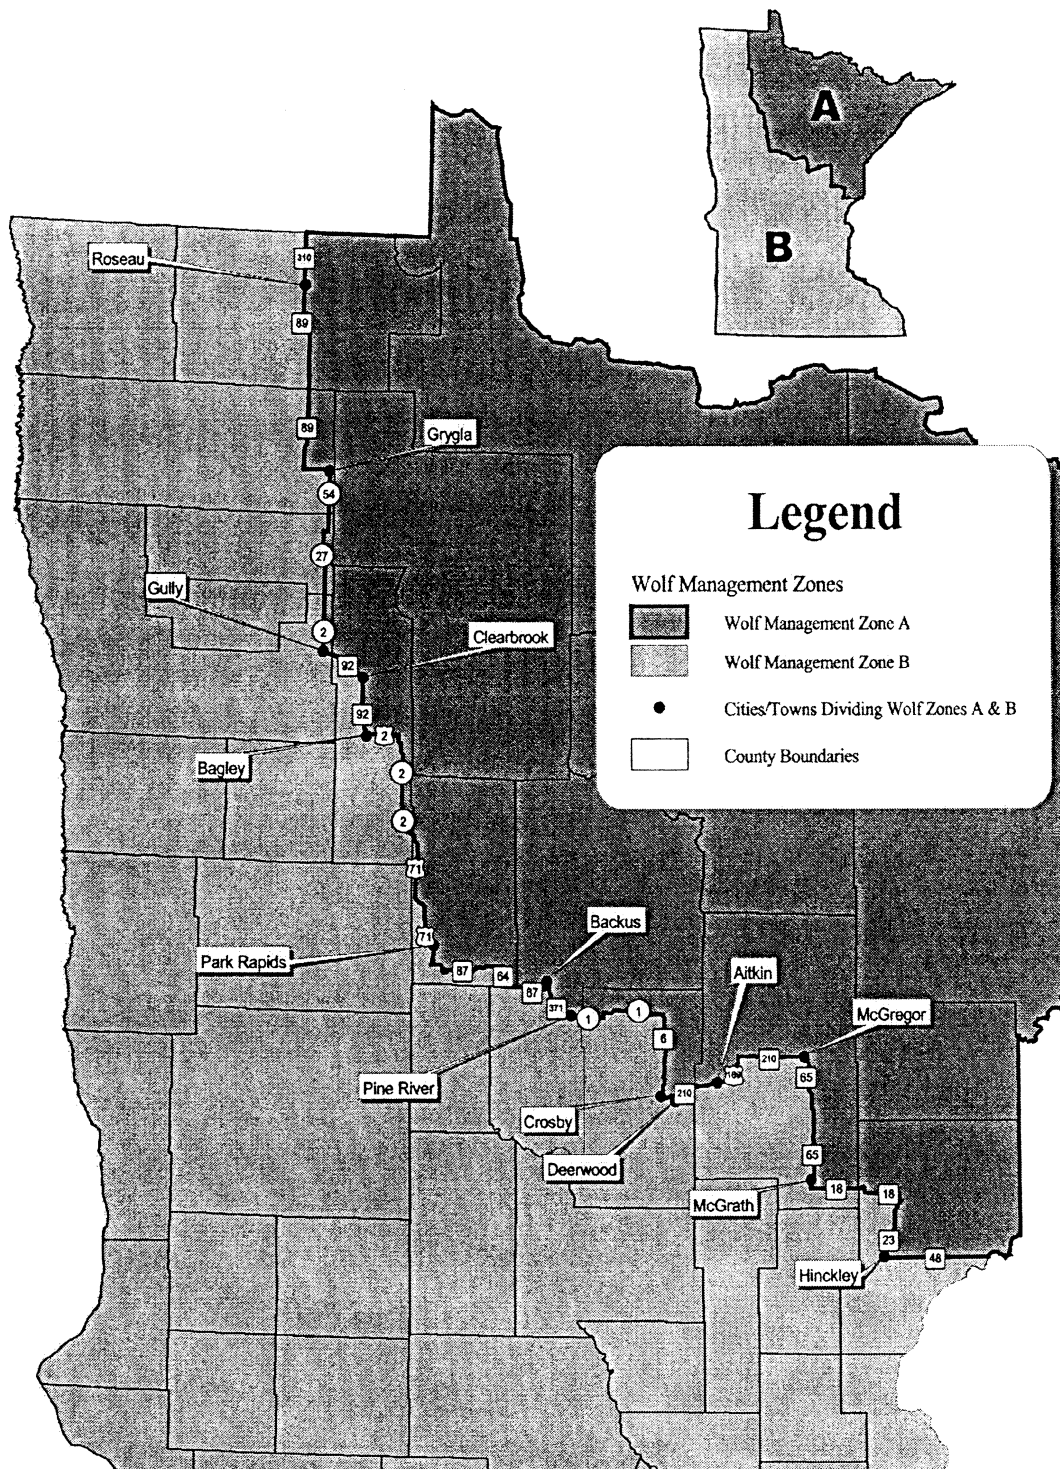 A
B
Roseau
310
89
89
Grygla
54
27
Gully
2
Clearbrook
92
92
2
Bagley
2
2
71
71
Park Rapids
87
64
87
Backus
371
1
1
Pine River
6
Aitkin
McGregor
210
210
65
Crosby
Deerwood
65
McGrath
18
18
23
48
Hinckley
Legend
Wolf Management Zones
Wolf Management Zone A
Wolf Management Zone B
Cities/Towns Dividing Wolf Zones A & B
County Boundaries